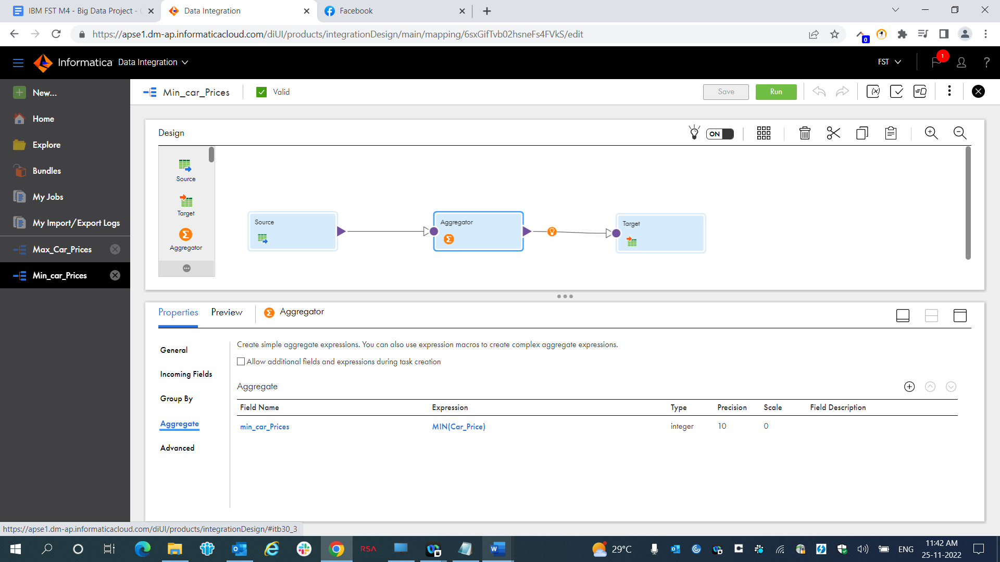 IBM FST M4 - Big Data Project -
Data Integration
Facebook
https://apse1.dm-ap.informaticacloud.com/diUI/products/integrationDesign/main/mapping/6sxGifTvb02hsneFs4FVkS/edit
0
Informatica Data Integration
FST
1
?
New...
Home
Explore
Bundles
My Jobs
My Import/Export Logs
Max_Car_Prices
Min_car_Prices
Min_car_Prices
Valid
Save
Run
Design
ON
Source
Target
Aggregator
Source
Aggregator
Target
Properties
Preview
Aggregator
General
Incoming Fields
Group By
Aggregate
Advanced
Create simple aggregate expressions. You can also use expression macros to create complex aggregate expressions.
Allow additional fields and expressions during task creation
Aggregate
Field Name Expression Type Precision Scale Field Description
min_car_Prices MIN(Car_Price) integer 10 0
https://apse1.dm-ap.informaticacloud.com/diUI/products/integrationDesign/#itb30_3
RSA
29°C
ENG
11:42 AM
25-11-2022